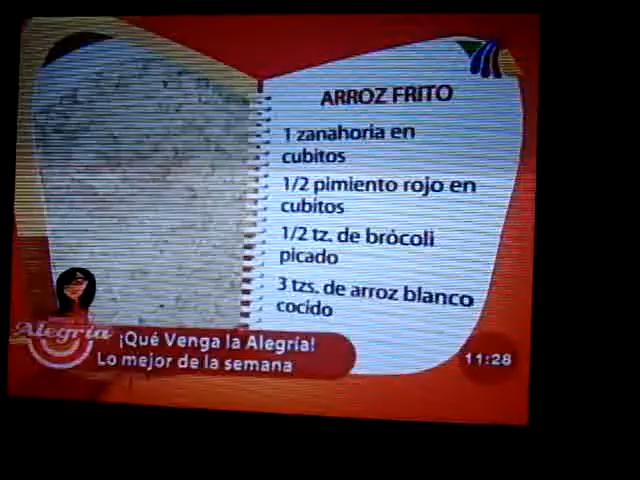 ARROZ FRITO
1 zanahoria en
cubitos
1/2 pimiento rojo en
cubitos
1/2 tz. de brócoli
picado
3 tzs. de arroz blanco
cocido
Alegría
¡Qué Venga la Alegría!
Lo mejor de la semana
11:28